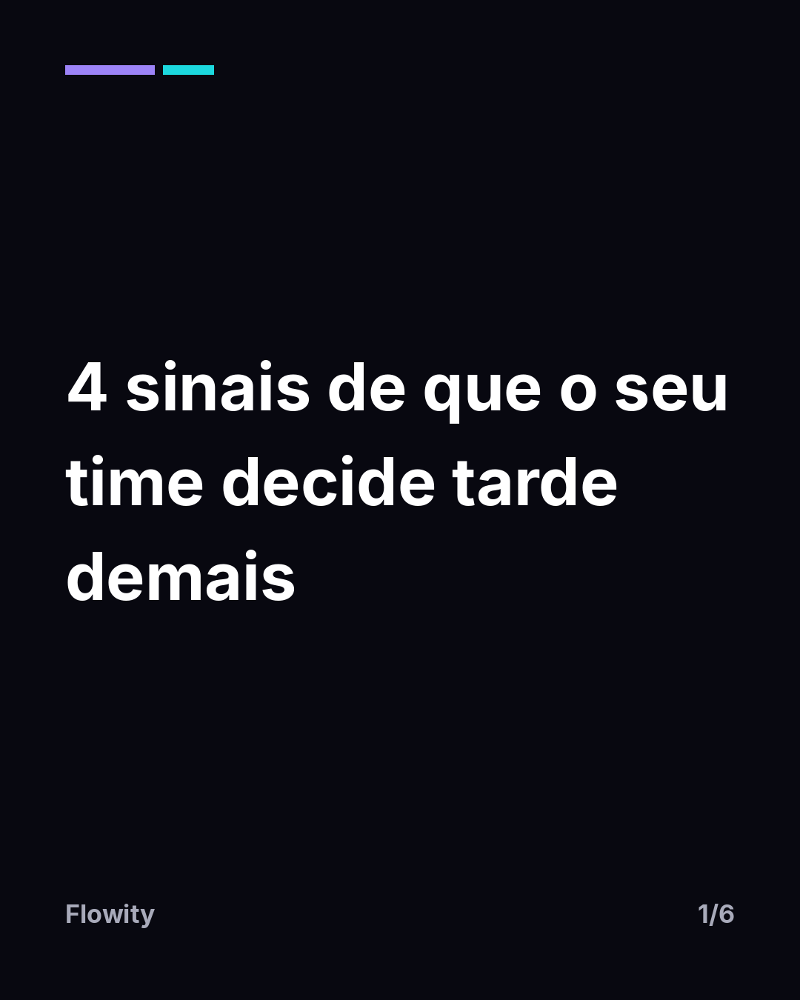 4 sinais de que o seu
time decide tarde
demais
Flowity
1/6